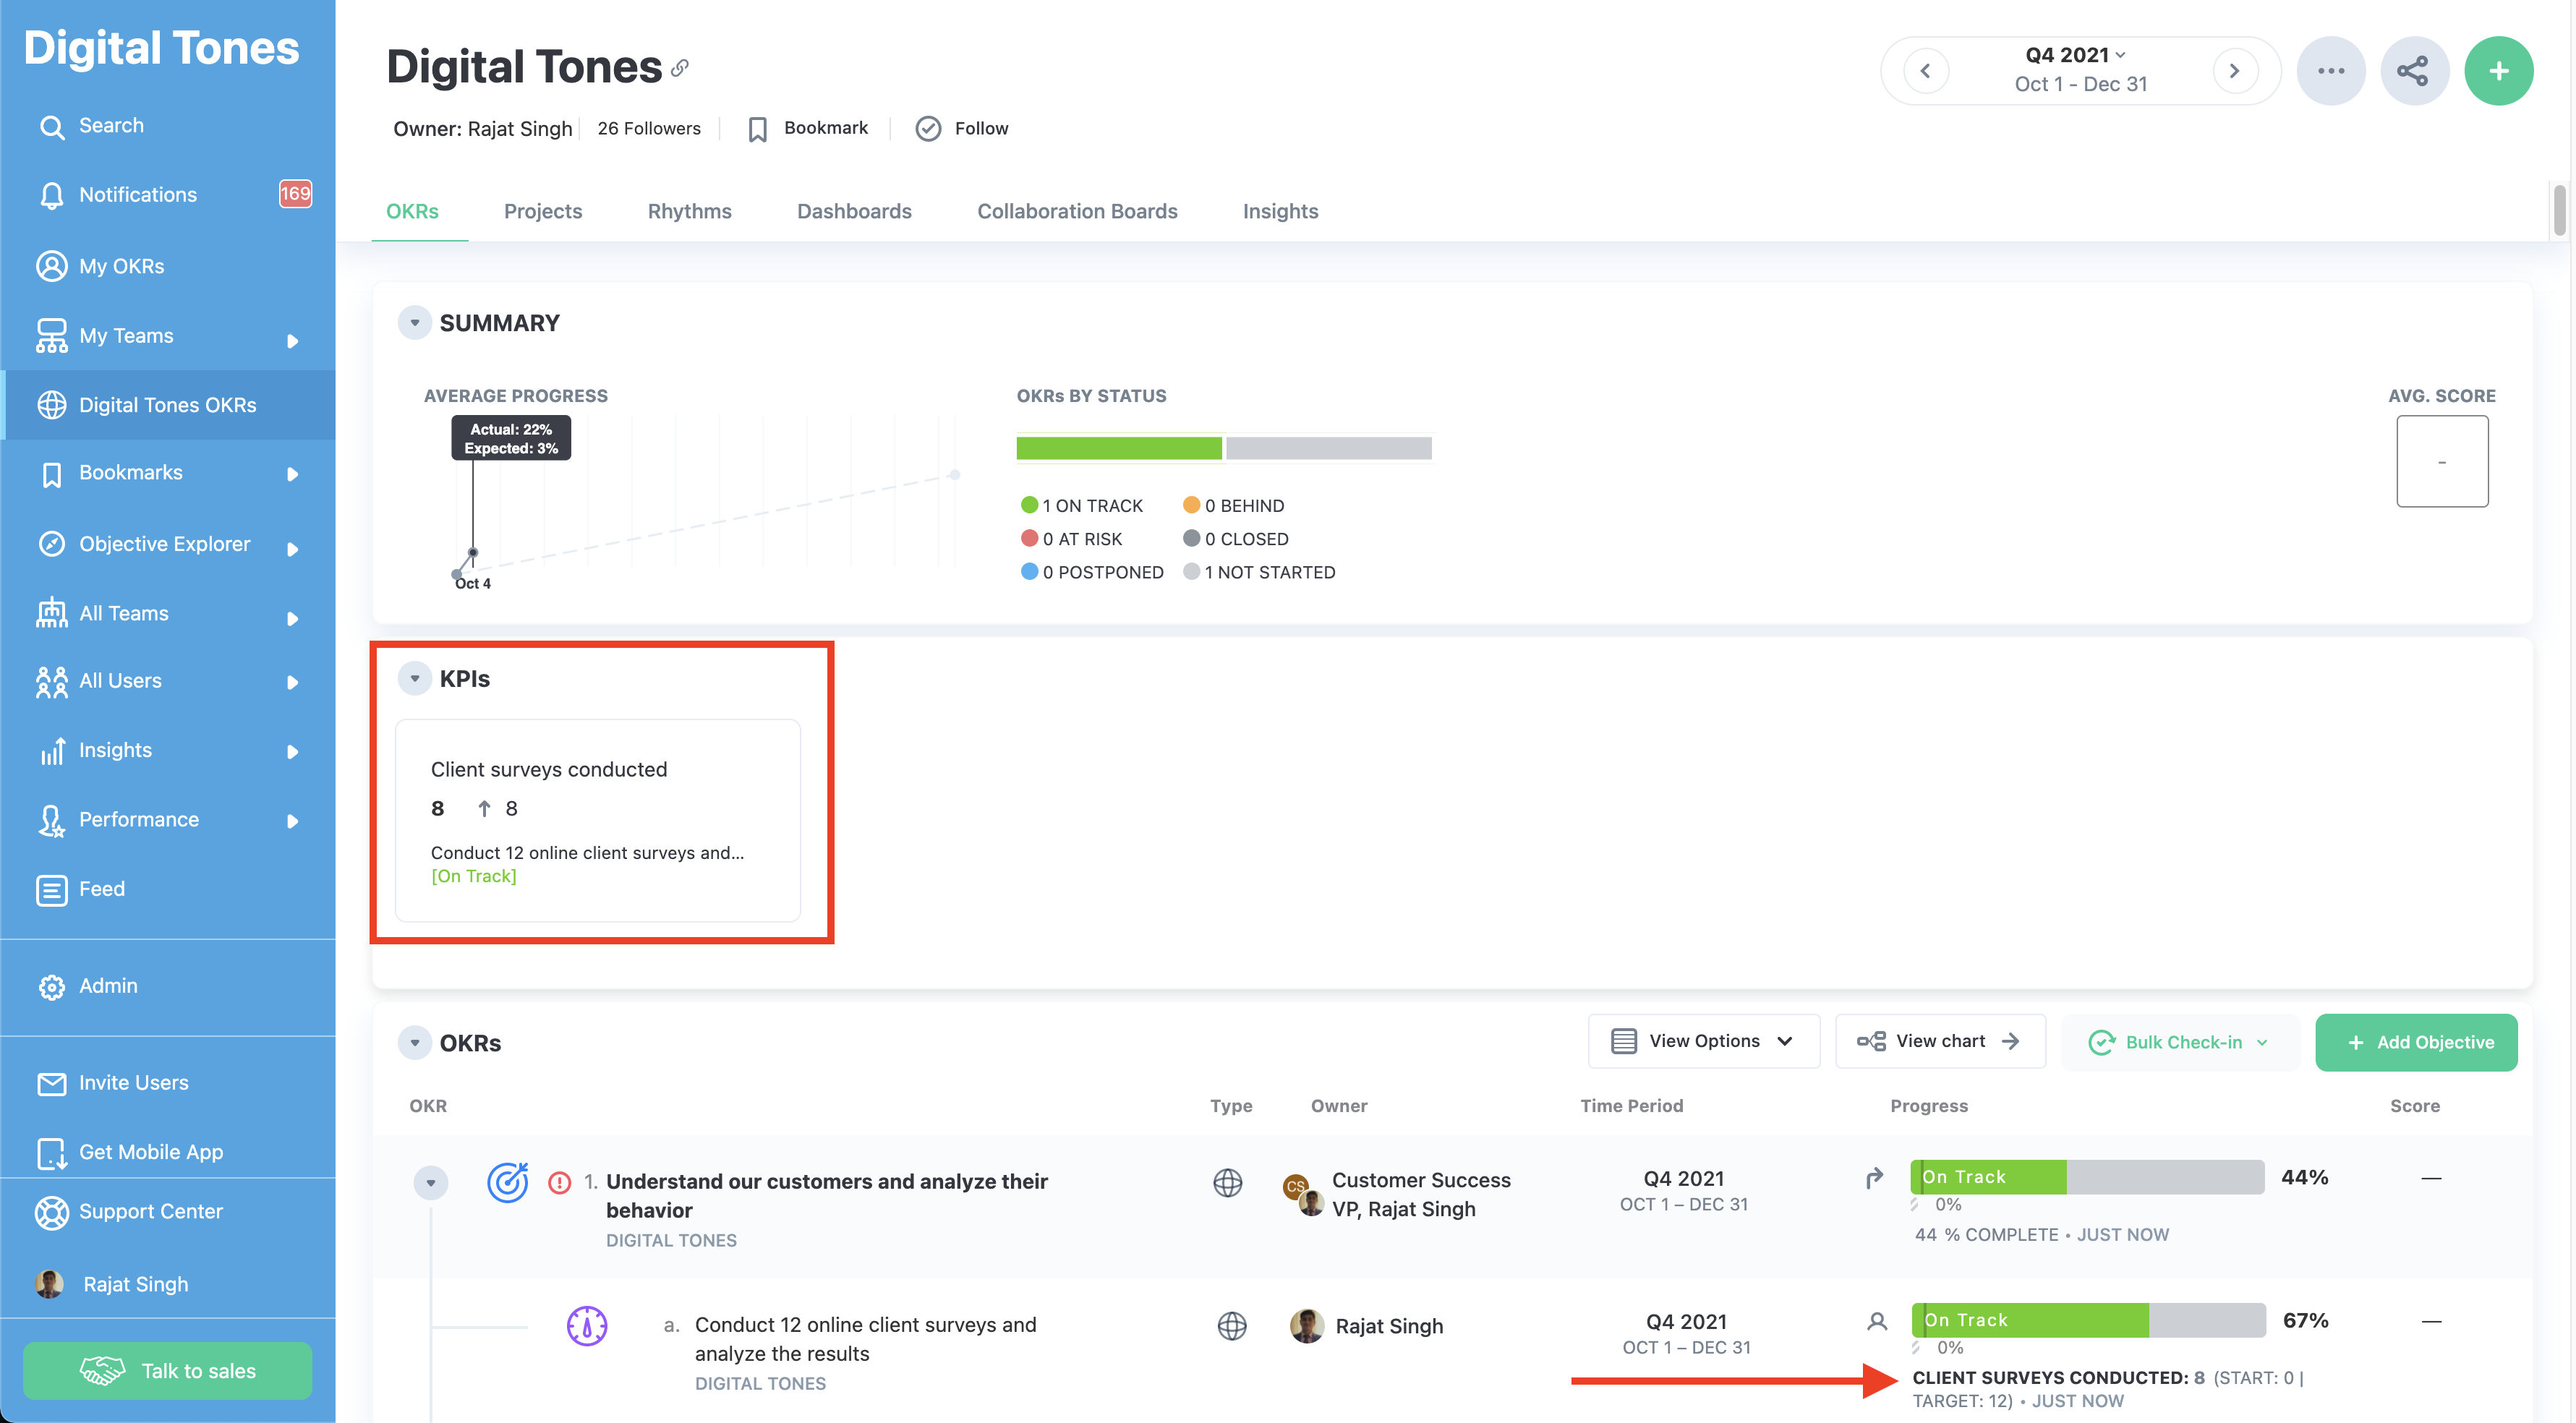 Digital Tones
Search
Notifications 169
My OKRs
My Teams
Digital Tones OKRs
Bookmarks
Objective Explorer
All Teams
All Users
Insights
Performance
Feed
Admin
Invite Users
Get Mobile App
Support Center
Rajat Singh
Talk to sales
Digital Tones
Owner: Rajat Singh 26 Followers Bookmark Follow
Q4 2021
Oct 1 - Dec 31
OKRs Projects Rhythms Dashboards Collaboration Boards Insights
SUMMARY
AVERAGE PROGRESS
Actual: 22%
Expected: 3%
Oct 4
OKRs BY STATUS
1 ON TRACK 0 BEHIND
0 AT RISK 0 CLOSED
0 POSTPONED 1 NOT STARTED
AVG. SCORE
-
KPIs
Client surveys conducted
8 ↑ 8
Conduct 12 online client surveys and...
[On Track]
OKRs
View Options View chart Bulk Check-in + Add Objective
OKR Type Owner Time Period Progress Score
1. Understand our customers and analyze their
behavior
DIGITAL TONES
CS
Customer Success
VP, Rajat Singh
Q4 2021
OCT 1 – DEC 31
On Track 44% —
0%
44 % COMPLETE • JUST NOW
a. Conduct 12 online client surveys and
analyze the results
DIGITAL TONES
Rajat Singh
Q4 2021
OCT 1 – DEC 31
On Track 67% —
0%
CLIENT SURVEYS CONDUCTED: 8 (START: 0 |
TARGET: 12) • JUST NOW